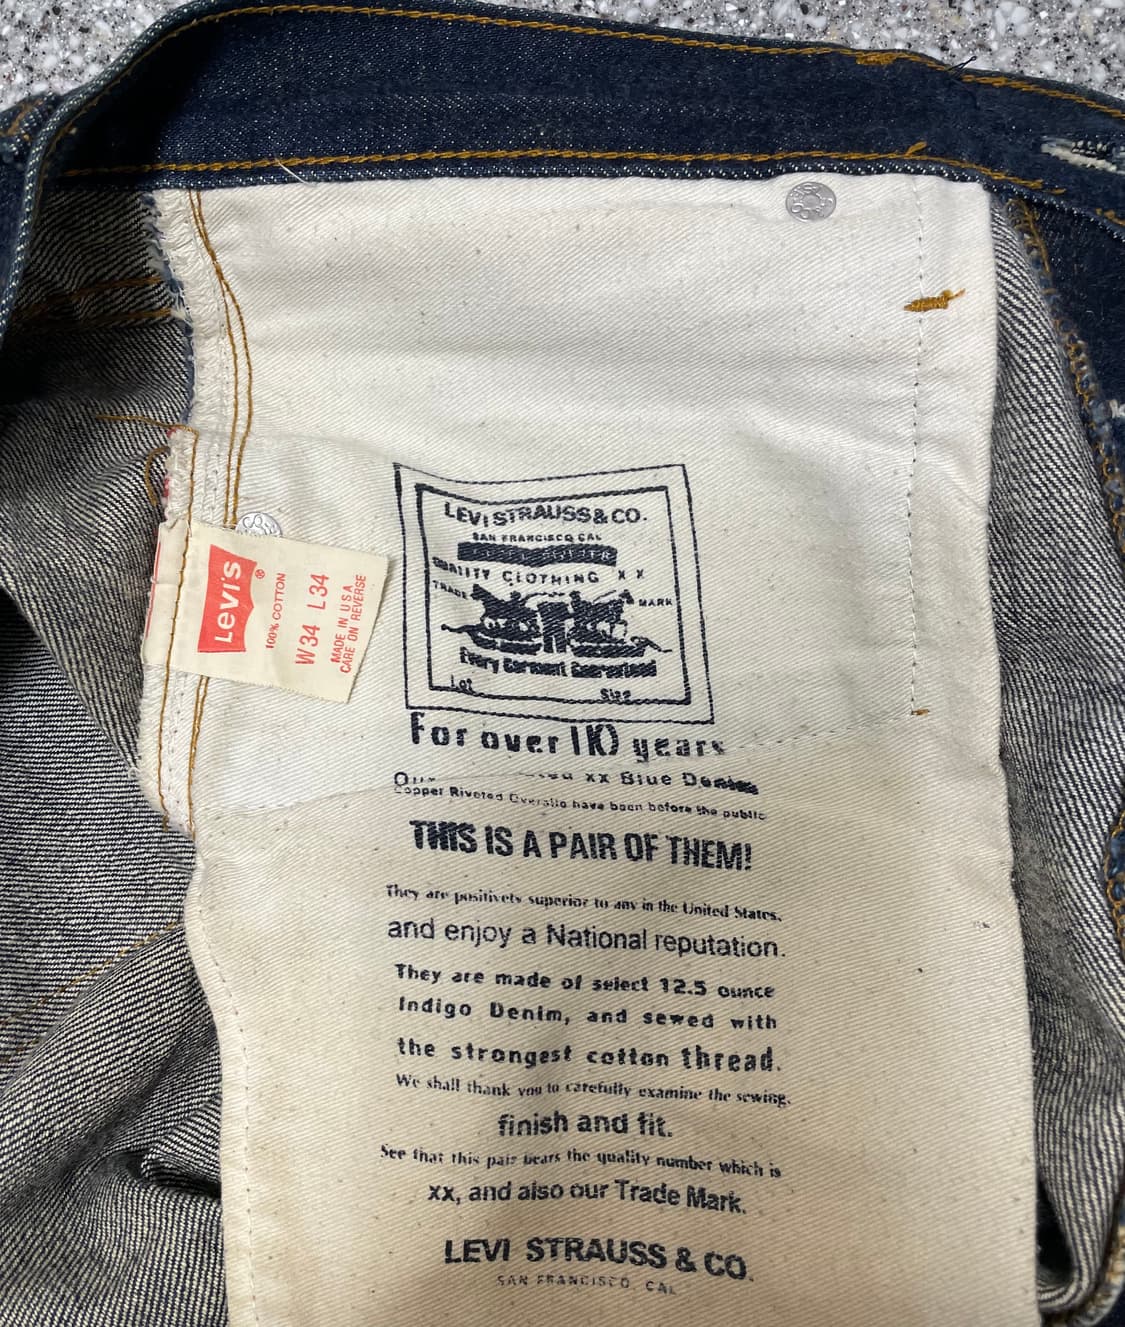 LEVI STRAUSS & CO.
SAN FRANCISCO CAL
QUALITY CLOTHING X X
TRADE MARK
Every Garment Guaranteed
Lot Size
For over 100 years
xx Blue Denim
Copper Riveted Overalls have been before the public
THIS IS A PAIR OF THEM!
They are positively superior to any in the United States,
and enjoy a National reputation.
They are made of select 12.5 ounce
Indigo Denim, and sewed with
the strongest cotton thread.
We shall thank you to carefully examine the sewing,
finish and fit.
See that this pair bears the quality number which is
xx, and also our Trade Mark.
LEVI STRAUSS & CO.
SAN FRANCISCO, CAL
Levi's ®
100% COTTON
W34 L34
MADE IN U.S.A
CARE ON REVERSE